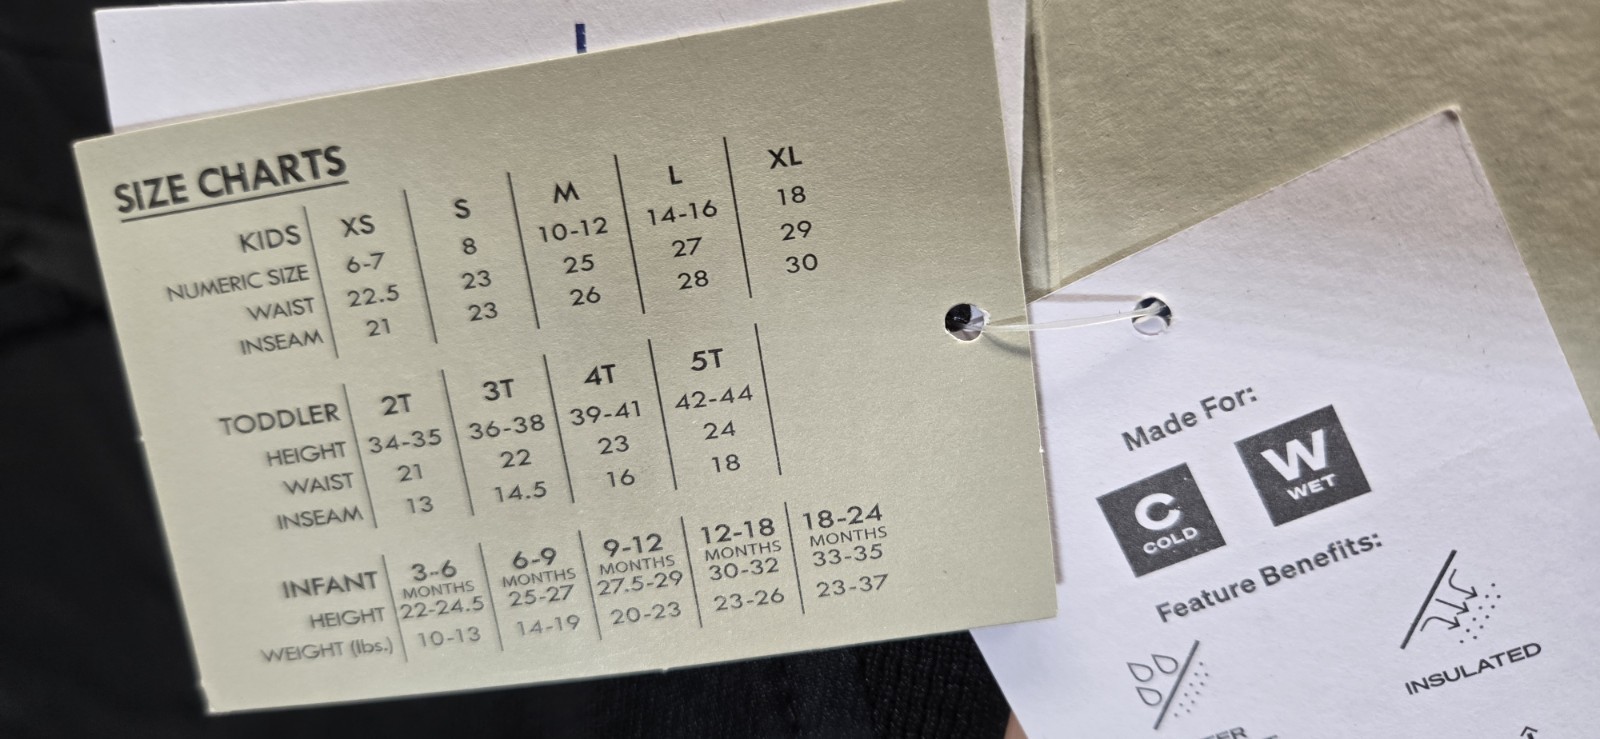 SIZE CHARTS
KIDS XS S M L XL
NUMERIC SIZE 6-7 8 10-12 14-16 18
WAIST 22.5 23 25 27 29
INSEAM 21 23 26 28 30
TODDLER 2T 3T 4T 5T
HEIGHT 34-35 36-38 39-41 42-44
WAIST 21 22 23 24
INSEAM 13 14.5 16 18
INFANT 3-6 6-9 9-12 12-18 18-24
MONTHS MONTHS MONTHS MONTHS MONTHS
HEIGHT 22-24.5 25-27 27.5-29 30-32 33-35
WEIGHT (lbs.) 10-13 14-19 20-23 23-26 23-37
Made For:
C W
COLD WET
Feature Benefits:
INSULATED